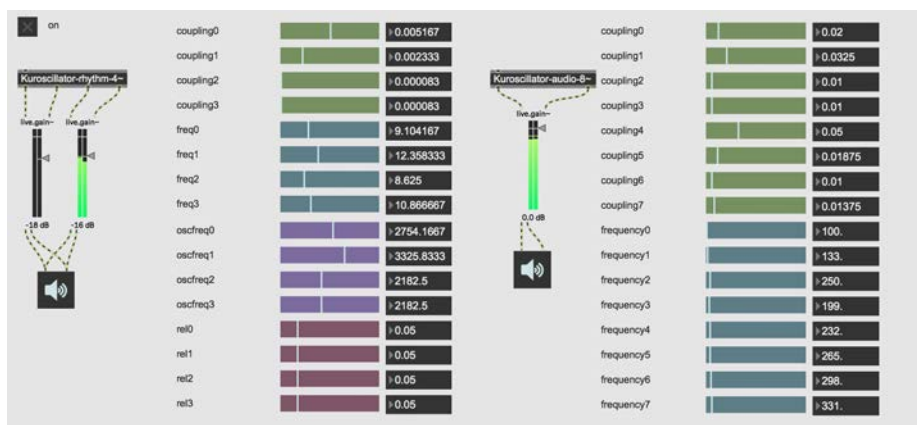 on
Kuroscillator-rhythm-4~
live.gain~ live.gain~
-18 dB -16 dB
coupling0 0.005167
coupling1 0.002333
coupling2 0.000083
coupling3 0.000083
freq0 9.104167
freq1 12.358333
freq2 8.625
freq3 10.866667
oscfreq0 2754.1667
oscfreq1 3325.8333
oscfreq2 2182.5
oscfreq3 2182.5
rel0 0.05
rel1 0.05
rel2 0.05
rel3 0.05
Kuroscillator-audio-8~
live.gain~
0.0 dB
coupling0 0.02
coupling1 0.0325
coupling2 0.01
coupling3 0.01
coupling4 0.05
coupling5 0.01875
coupling6 0.01
coupling7 0.01375
frequency0 100.
frequency1 133.
frequency2 250.
frequency3 199.
frequency4 232.
frequency5 265.
frequency6 298.
frequency7 331.